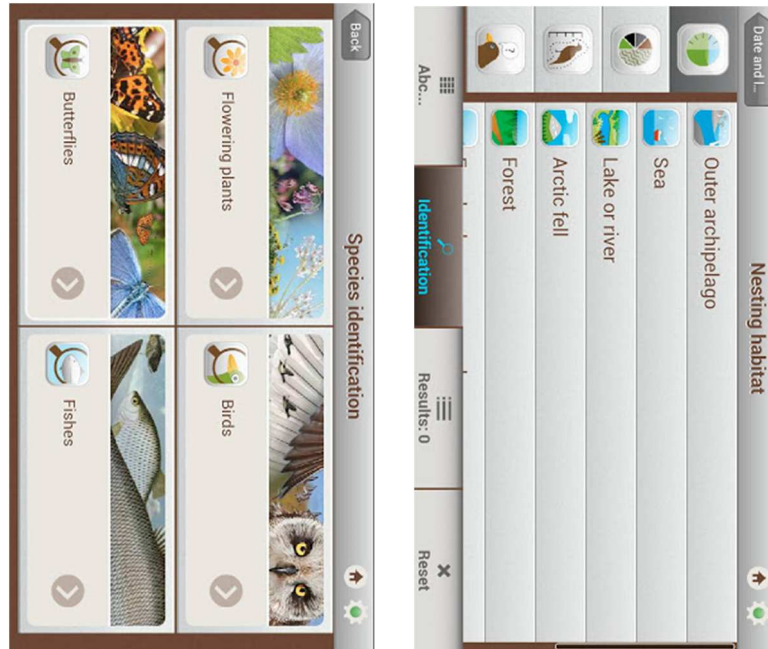 Back
Species identification
Flowering plants
Birds
Butterflies
Fishes
Date and l...
Nesting habitat
Outer archipelago
Sea
Lake or river
Arctic fell
Forest
Abc...
Identification
Results: 0
Reset